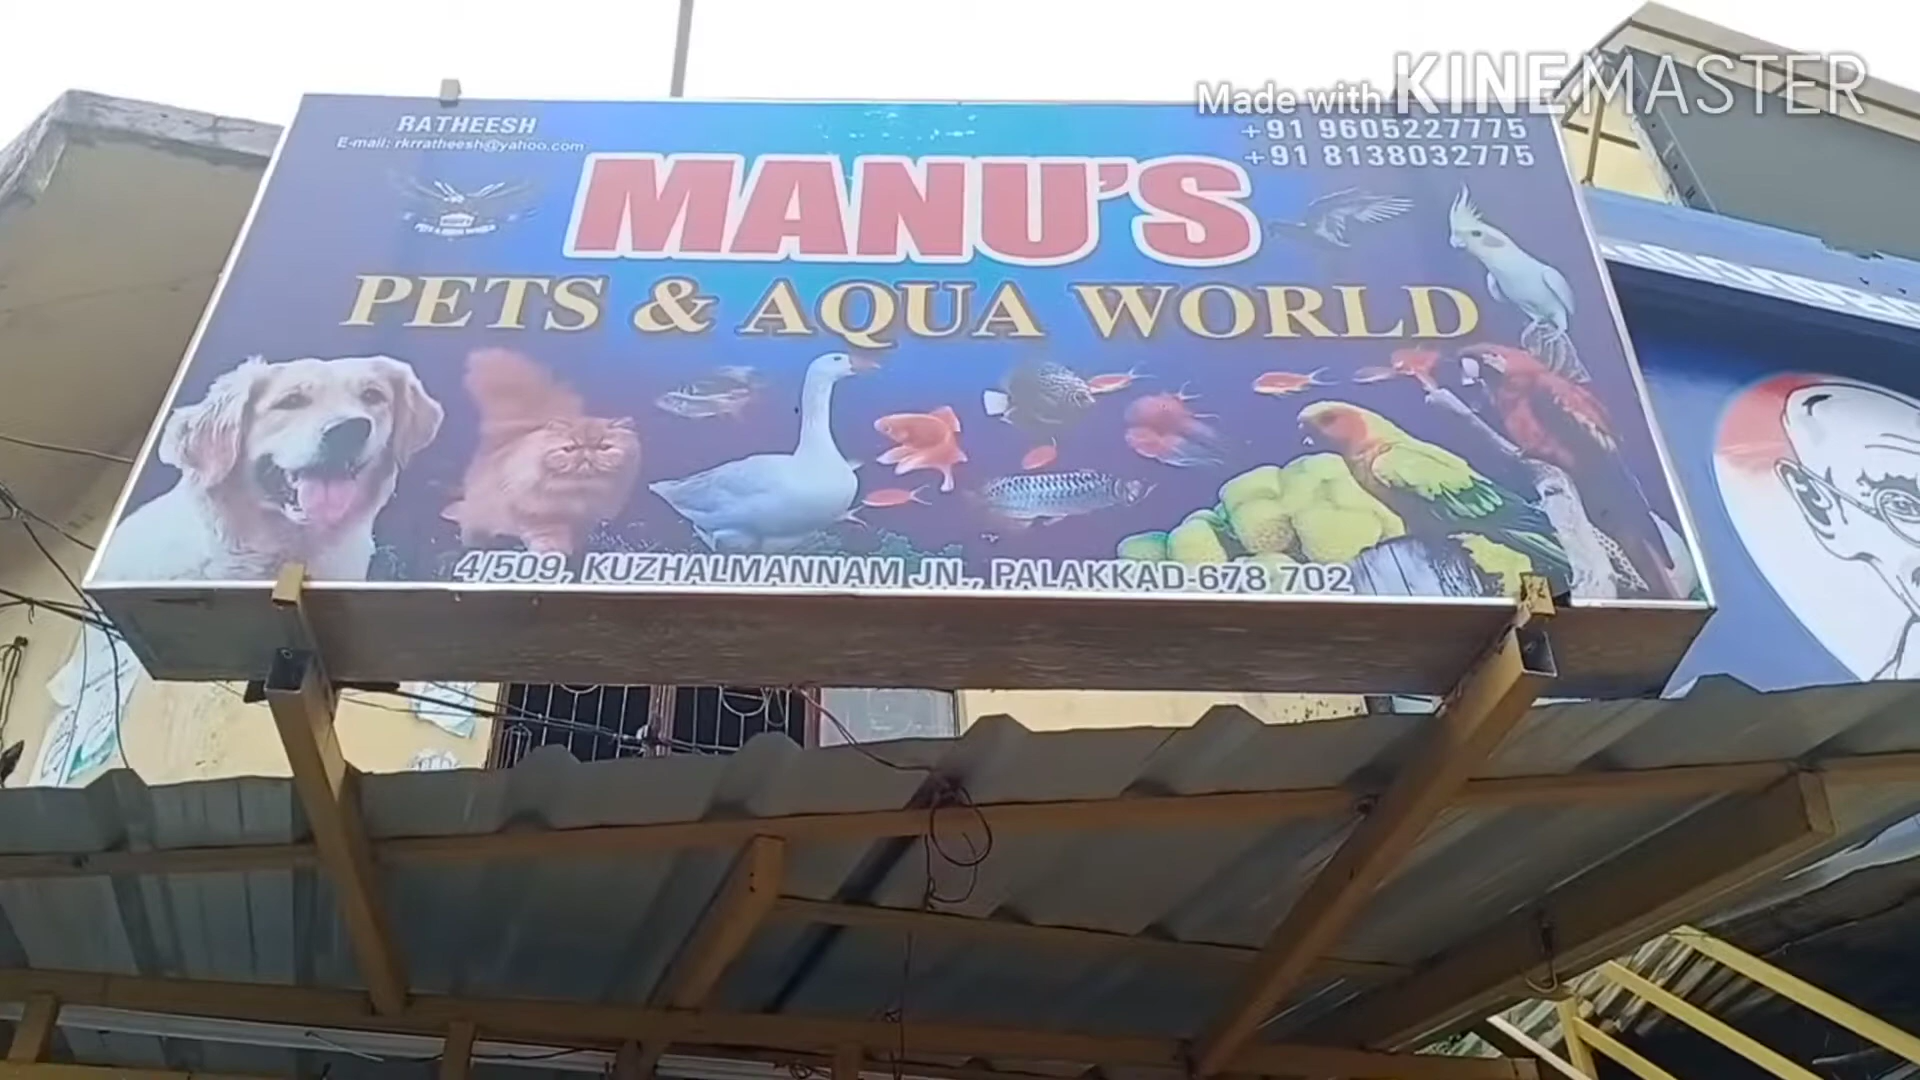 Made with KINEMASTER
RATHEESH
E-mail: rkrratheesh@yahoo.com
+91 9605227775
+91 8138032775
MANU'S
PETS & AQUA WORLD
4/509, KUZHALMANNAM JN., PALAKKAD-678 702